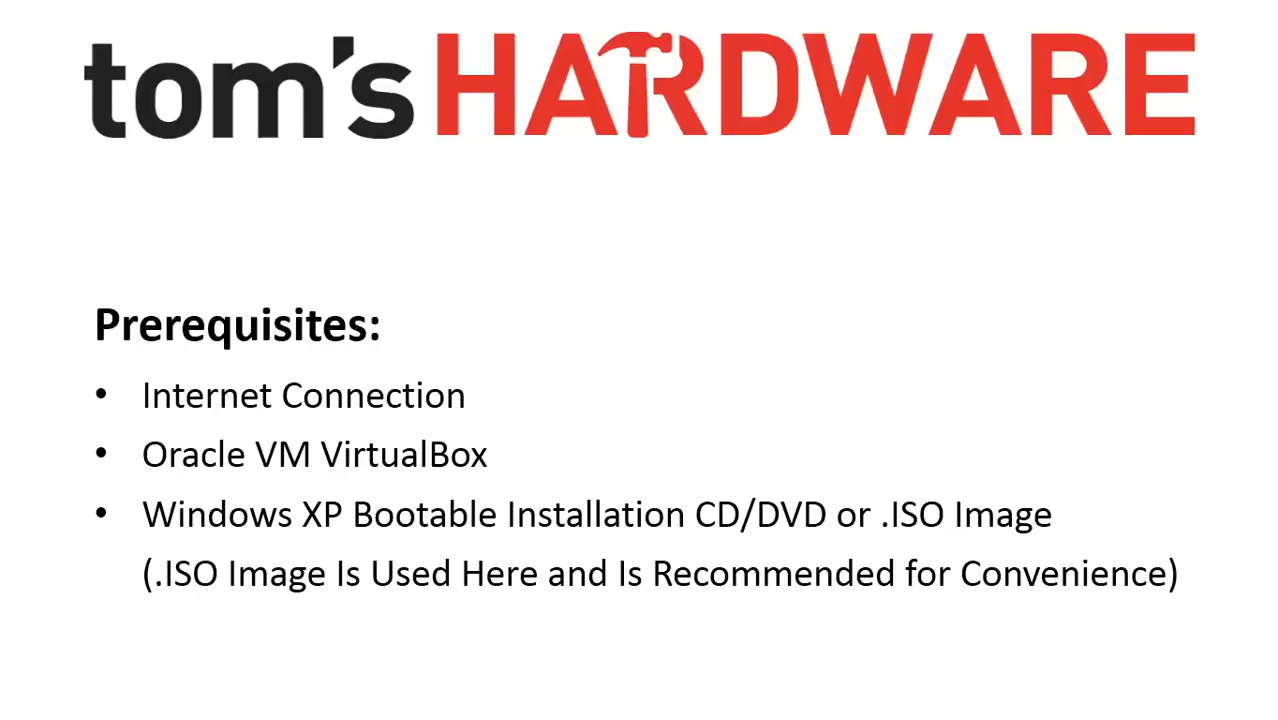 tom's HARDWARE
Prerequisites:
• Internet Connection
• Oracle VM VirtualBox
• Windows XP Bootable Installation CD/DVD or .ISO Image
(.ISO Image Is Used Here and Is Recommended for Convenience)